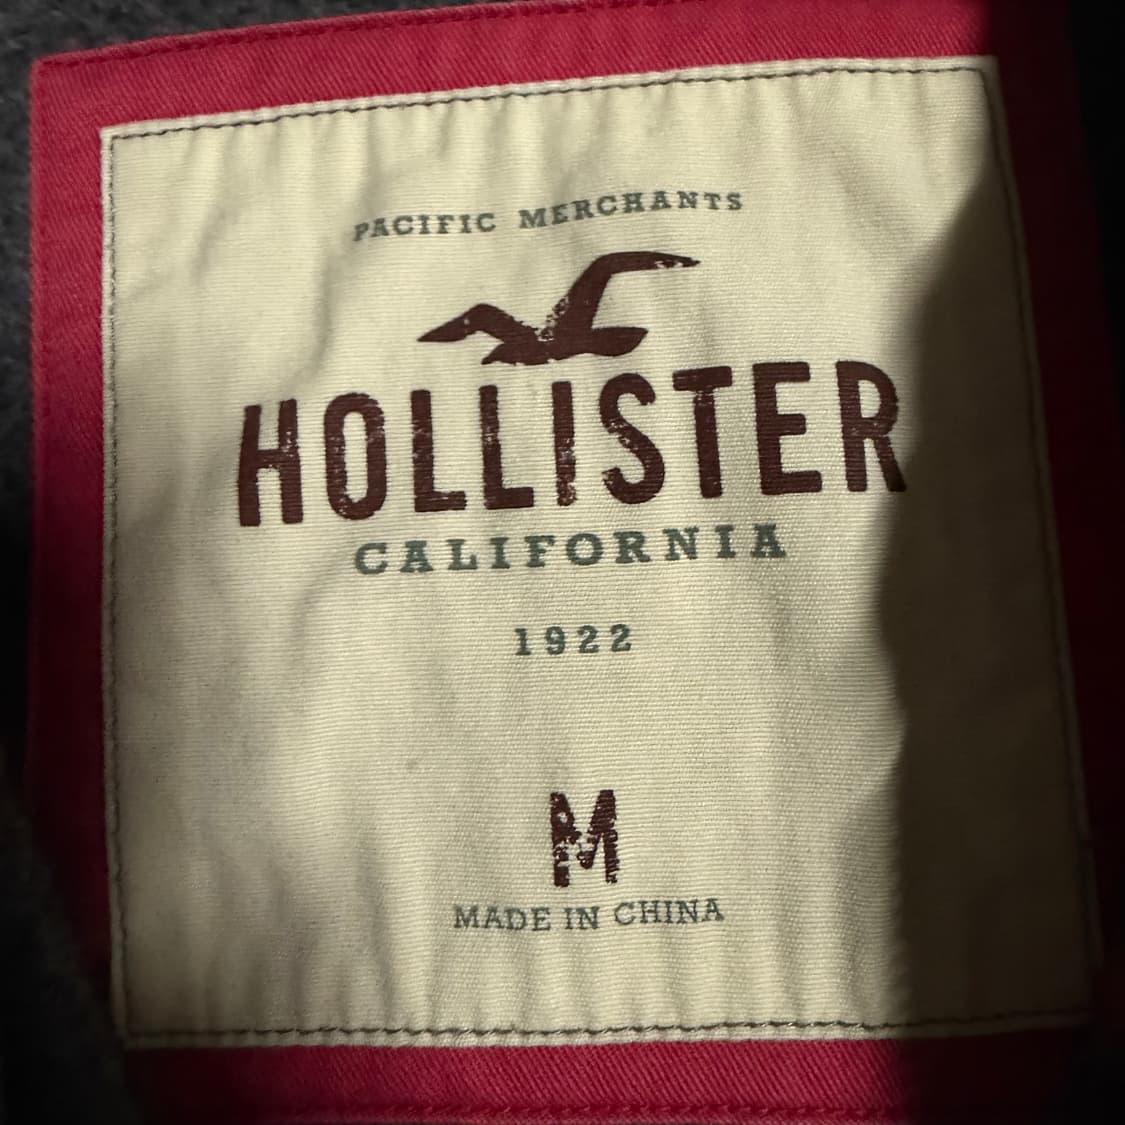 PACIFIC MERCHANTS
HOLLISTER
CALIFORNIA
1922
M
MADE IN CHINA